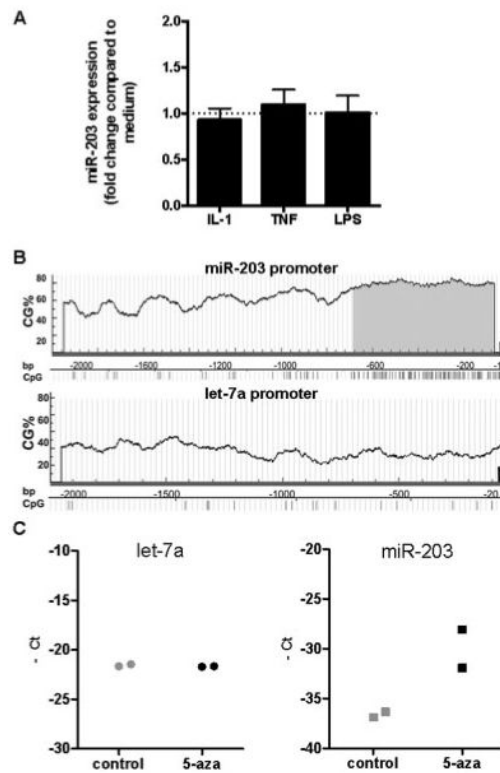 A
miR-203 expression
(fold change compared to
medium)
2.0
1.5
1.0
0.5
0.0
IL-1 TNF LPS
B
miR-203 promoter
CG%
80
60
40
20
bp -2000 -1600 -1400 -1000 -600 -200 -1
CpG
let-7a promoter
CG%
80
60
40
20
bp -2000 -1500 -1000 -500 -20
CpG
C
let-7a
- Ct
-10
-15
-20
-25
-30
control 5-aza
miR-203
- Ct
-20
-25
-30
-35
-40
control 5-aza